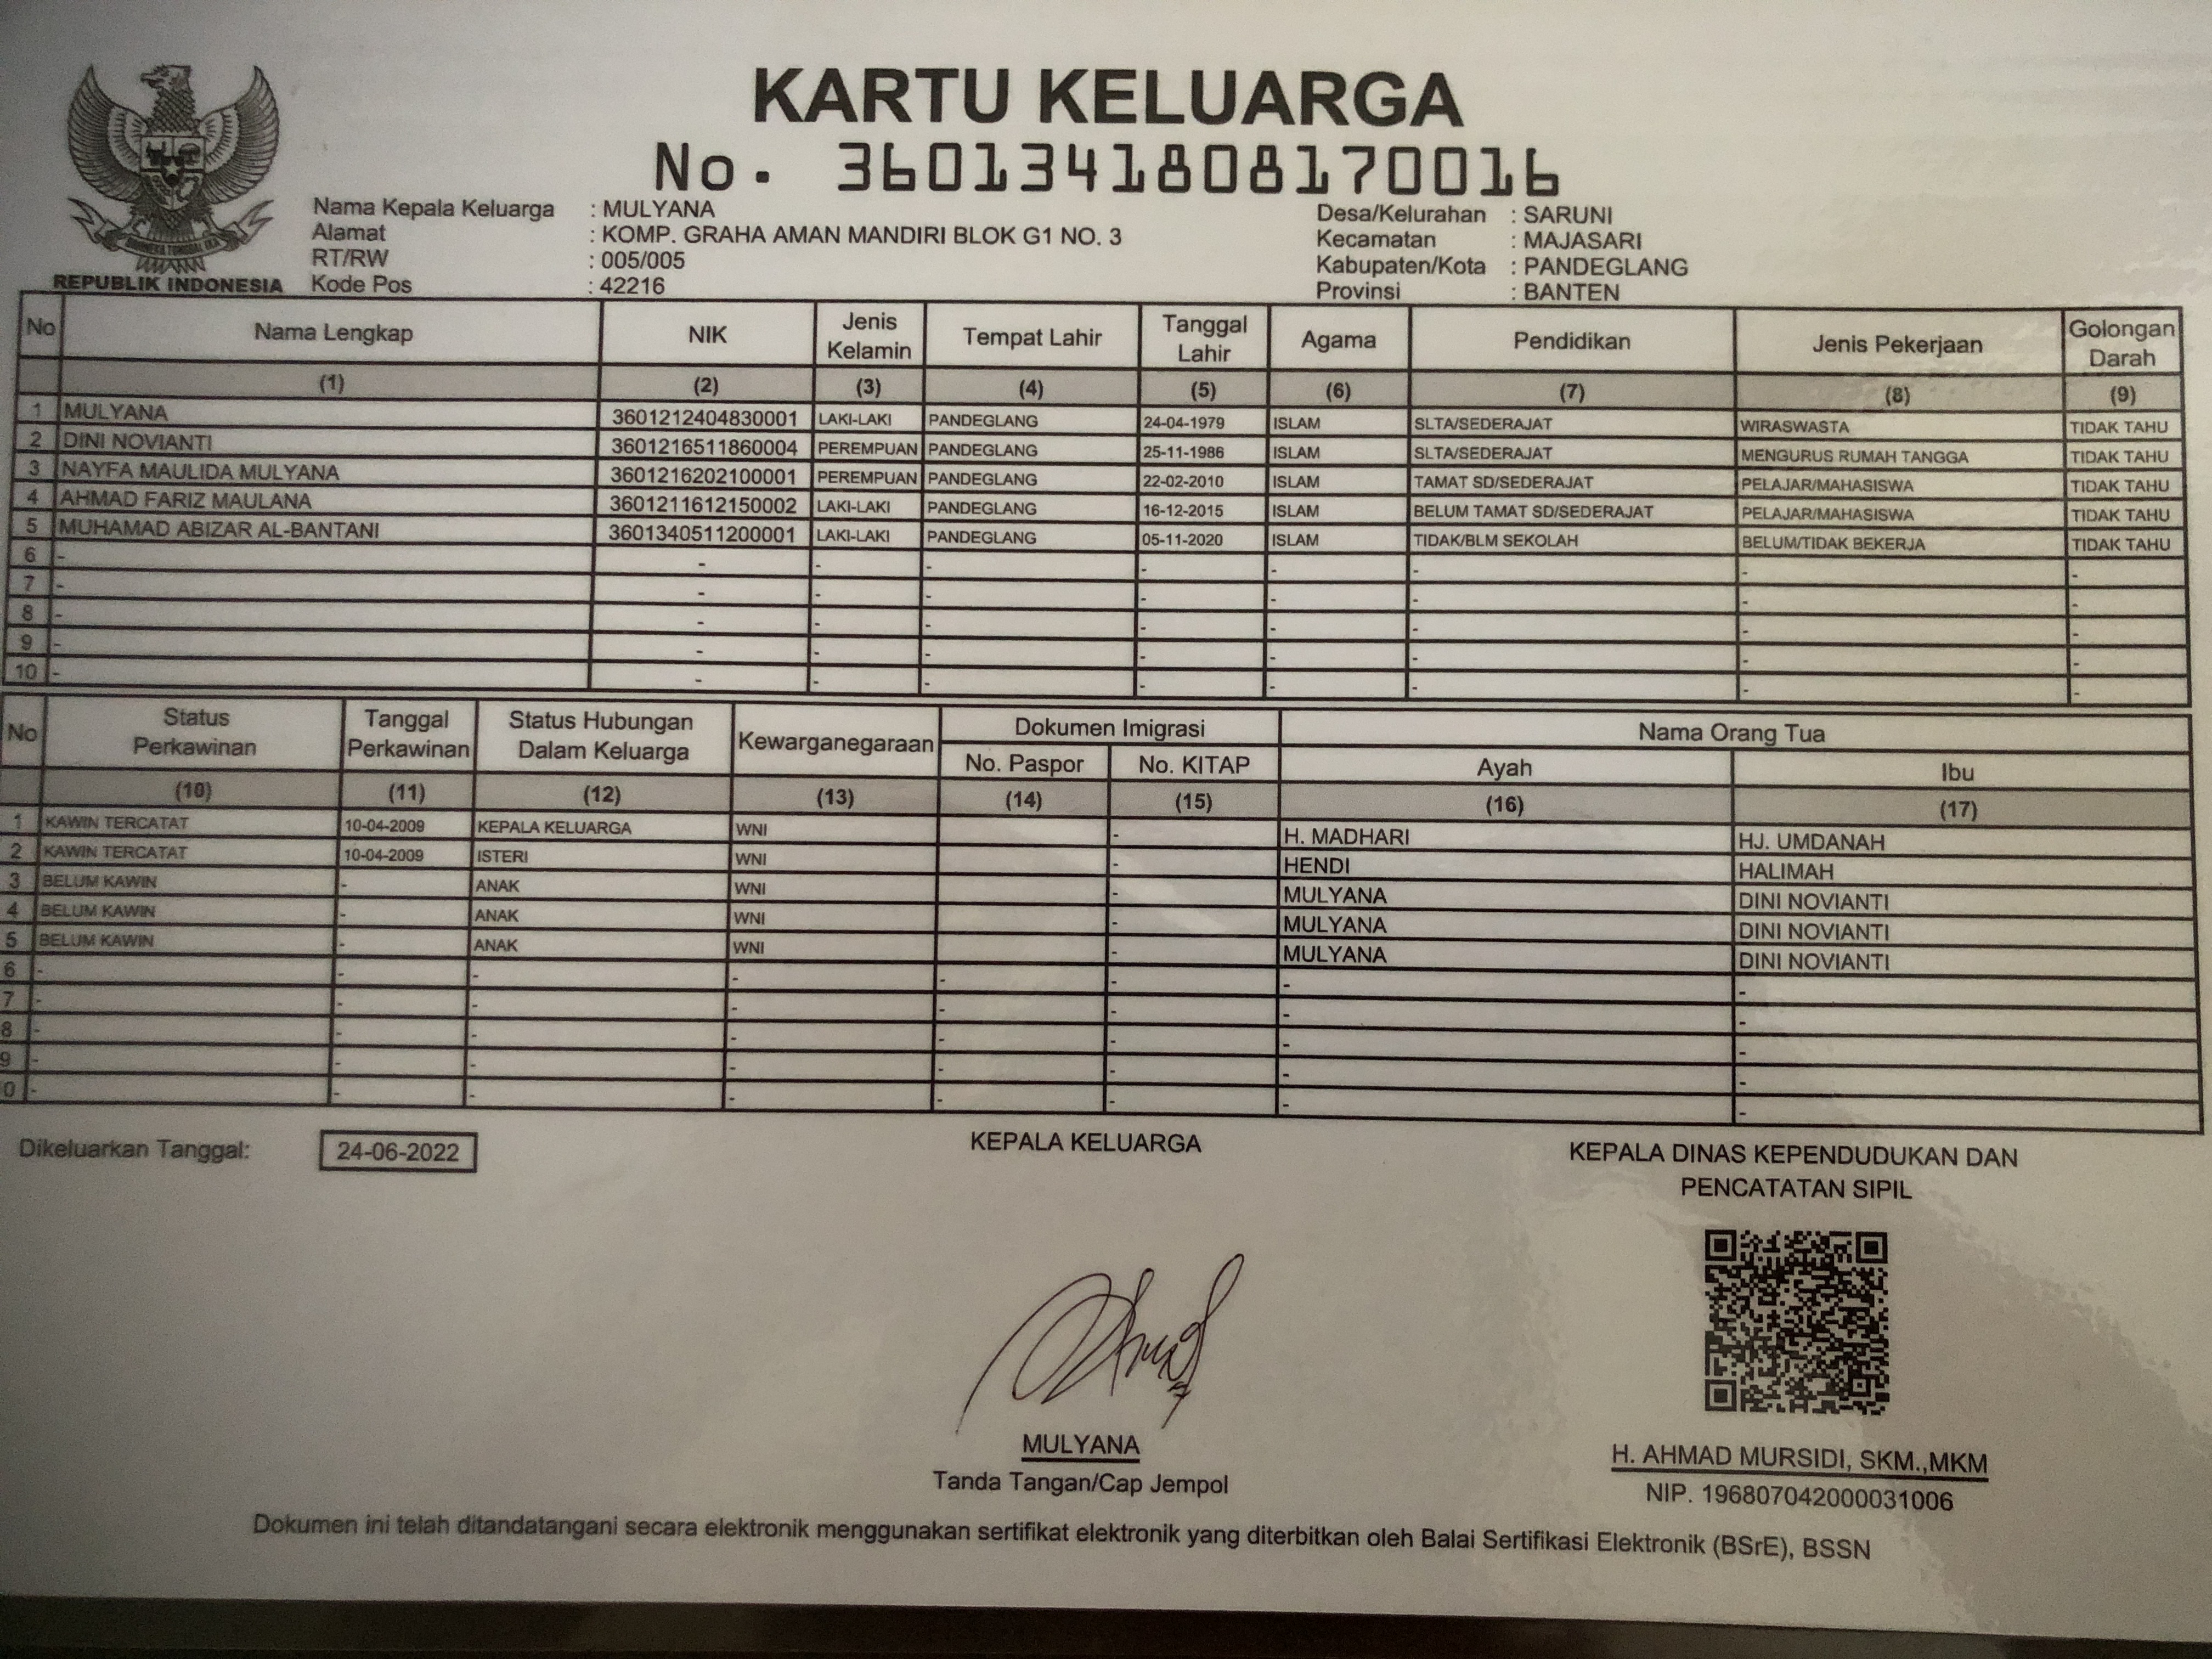 KARTU KELUARGA
No. 3601341808170016
REPUBLIK INDONESIA
Nama Kepala Keluarga : MULYANA
Alamat : KOMP. GRAHA AMAN MANDIRI BLOK G1 NO. 3
RT/RW : 005/005
Kode Pos : 42216
Desa/Kelurahan : SARUNI
Kecamatan : MAJASARI
Kabupaten/Kota : PANDEGLANG
Provinsi : BANTEN
No Nama Lengkap NIK Jenis Kelamin Tempat Lahir Tanggal Lahir Agama Pendidikan Jenis Pekerjaan Golongan Darah
(1) (2) (3) (4) (5) (6) (7) (8) (9)
1 MULYANA 3601212404830001 LAKI-LAKI PANDEGLANG 24-04-1979 ISLAM SLTA/SEDERAJAT WIRASWASTA TIDAK TAHU
2 DINI NOVIANTI 3601216511860004 PEREMPUAN PANDEGLANG 25-11-1986 ISLAM SLTA/SEDERAJAT MENGURUS RUMAH TANGGA TIDAK TAHU
3 NAYFA MAULIDA MULYANA 3601216202100001 PEREMPUAN PANDEGLANG 22-02-2010 ISLAM TAMAT SD/SEDERAJAT PELAJAR/MAHASISWA TIDAK TAHU
4 AHMAD FARIZ MAULANA 3601211612150002 LAKI-LAKI PANDEGLANG 16-12-2015 ISLAM BELUM TAMAT SD/SEDERAJAT PELAJAR/MAHASISWA TIDAK TAHU
5 MUHAMAD ABIZAR AL-BANTANI 3601340511200001 LAKI-LAKI PANDEGLANG 05-11-2020 ISLAM TIDAK/BLM SEKOLAH BELUM/TIDAK BEKERJA TIDAK TAHU
6 - - - - - - - - -
7 - - - - - - - - -
8 - - - - - - - - -
9 - - - - - - - - -
10 - - - - - - - - -
No Status Perkawinan Tanggal Perkawinan Status Hubungan Dalam Keluarga Kewarganegaraan Dokumen Imigrasi Nama Orang Tua
No. Paspor No. KITAP Ayah Ibu
(10) (11) (12) (13) (14) (15) (16) (17)
1 KAWIN TERCATAT 10-04-2009 KEPALA KELUARGA WNI - H. MADHARI HJ. UMDANAH
2 KAWIN TERCATAT 10-04-2009 ISTERI WNI - HENDI HALIMAH
3 BELUM KAWIN - ANAK WNI - MULYANA DINI NOVIANTI
4 BELUM KAWIN - ANAK WNI - MULYANA DINI NOVIANTI
5 BELUM KAWIN - ANAK WNI - MULYANA DINI NOVIANTI
6 - - - - - - - -
7 - - - - - - - -
8 - - - - - - - -
9 - - - - - - - -
0 - - - - - - - -
Dikeluarkan Tanggal: 24-06-2022
KEPALA KELUARGA
MULYANA
Tanda Tangan/Cap Jempol
KEPALA DINAS KEPENDUDUKAN DAN
PENCATATAN SIPIL
H. AHMAD MURSIDI, SKM.,MKM
NIP. 196807042000031006
Dokumen ini telah ditandatangani secara elektronik menggunakan sertifikat elektronik yang diterbitkan oleh Balai Sertifikasi Elektronik (BSrE), BSSN